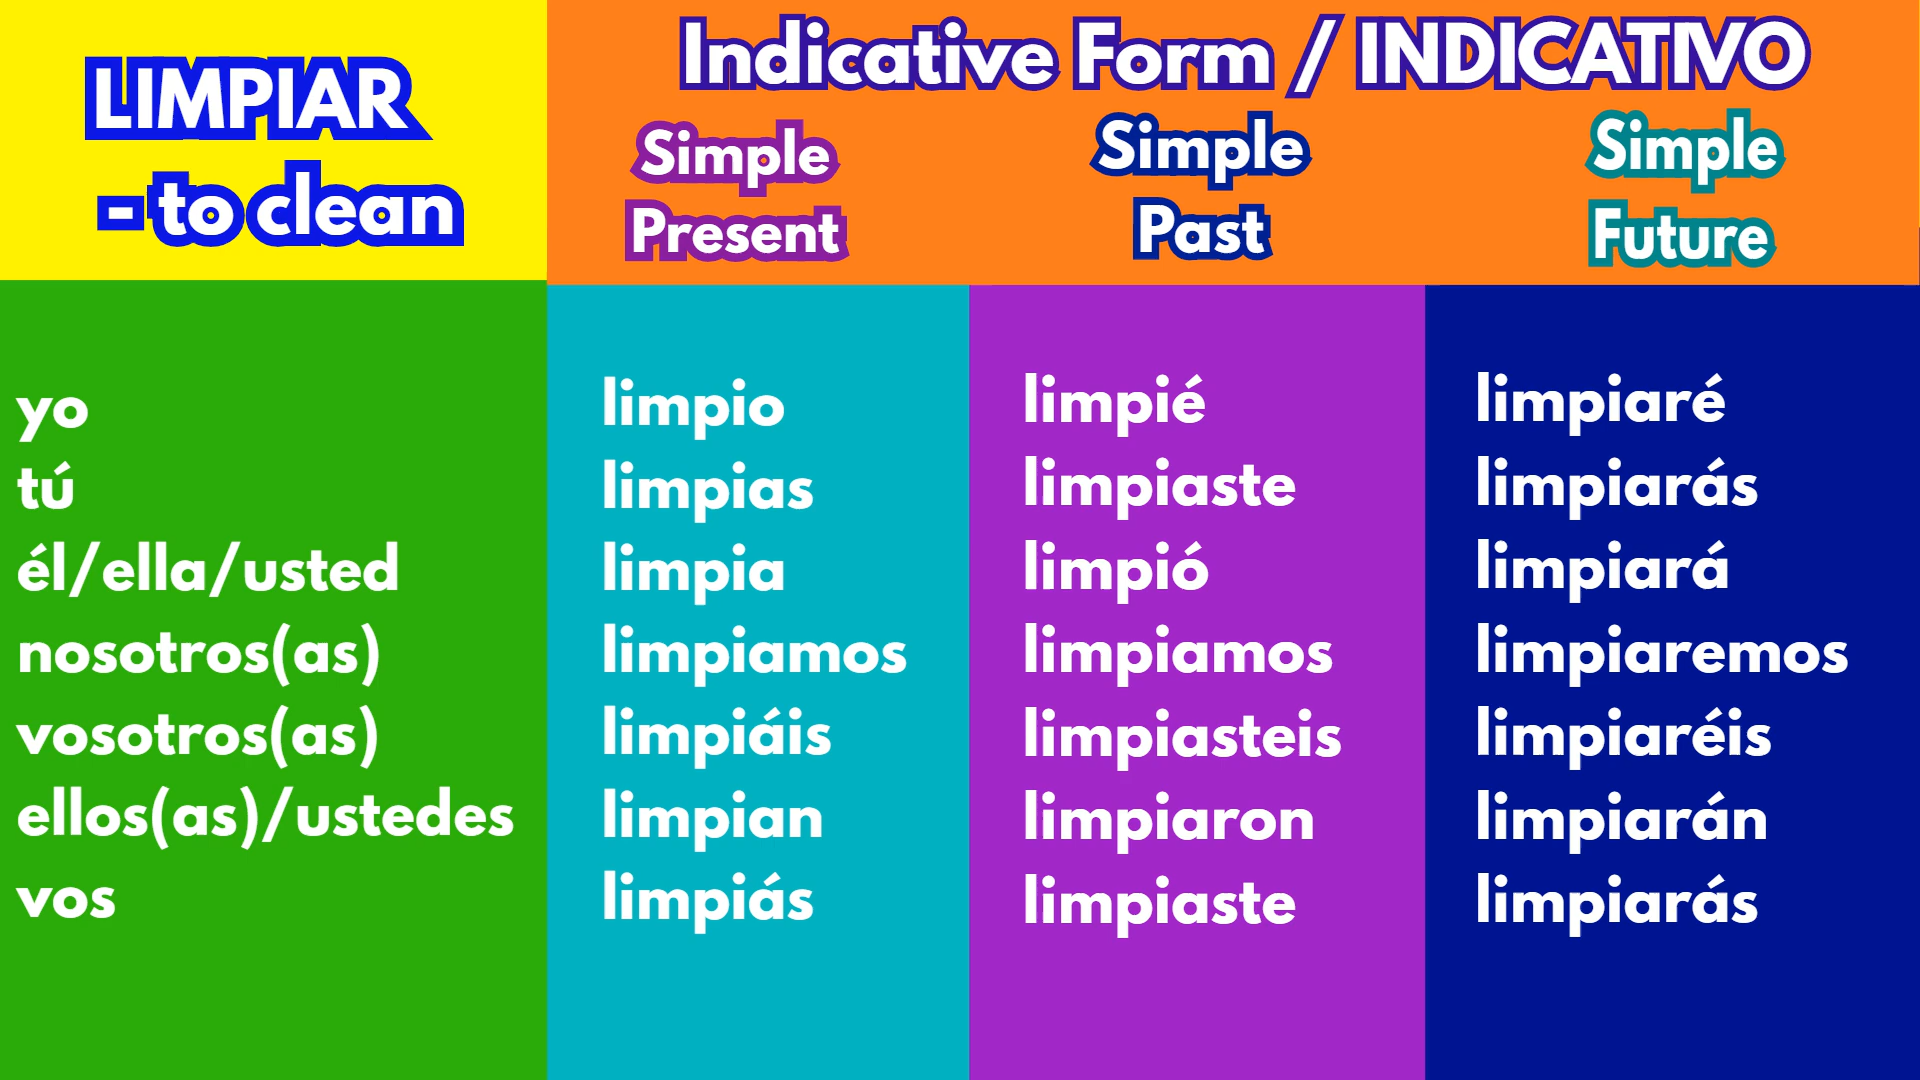 LIMPIAR
- to clean
Indicative Form / INDICATIVO
Simple
Present
Simple
Past
Simple
Future
yo
tú
él/ella/usted
nosotros(as)
vosotros(as)
ellos(as)/ustedes
vos
limpio
limpias
limpia
limpiamos
limpiáis
limpian
limpiás
limpié
limpiaste
limpió
limpiamos
limpiasteis
limpiaron
limpiaste
limpiaré
limpiarás
limpiará
limpiaremos
limpiaréis
limpiarán
limpiarás